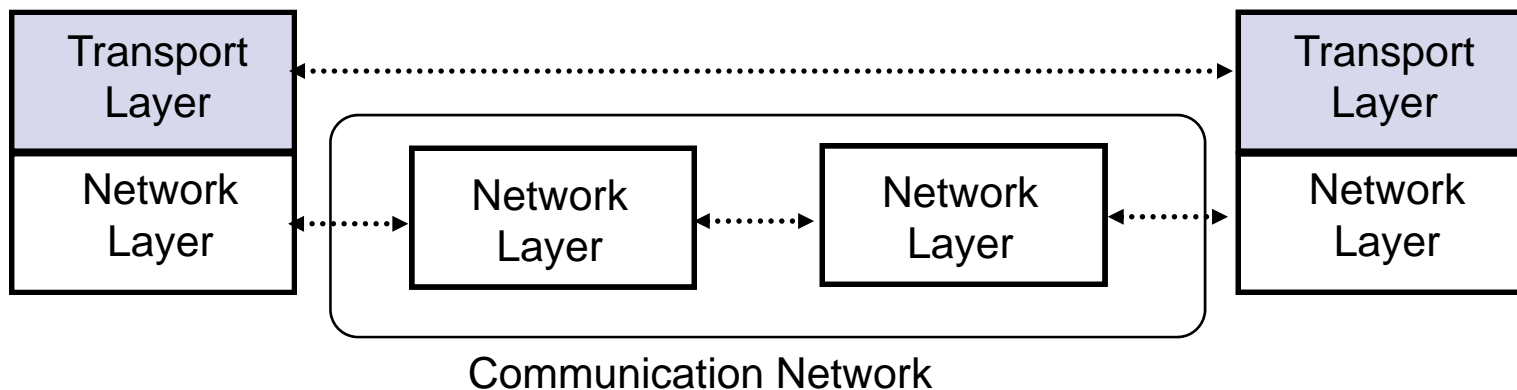 Transport
Layer
Transport
Layer
Network
Layer
Network
Layer
Network
Layer
Network
Layer
Communication Network